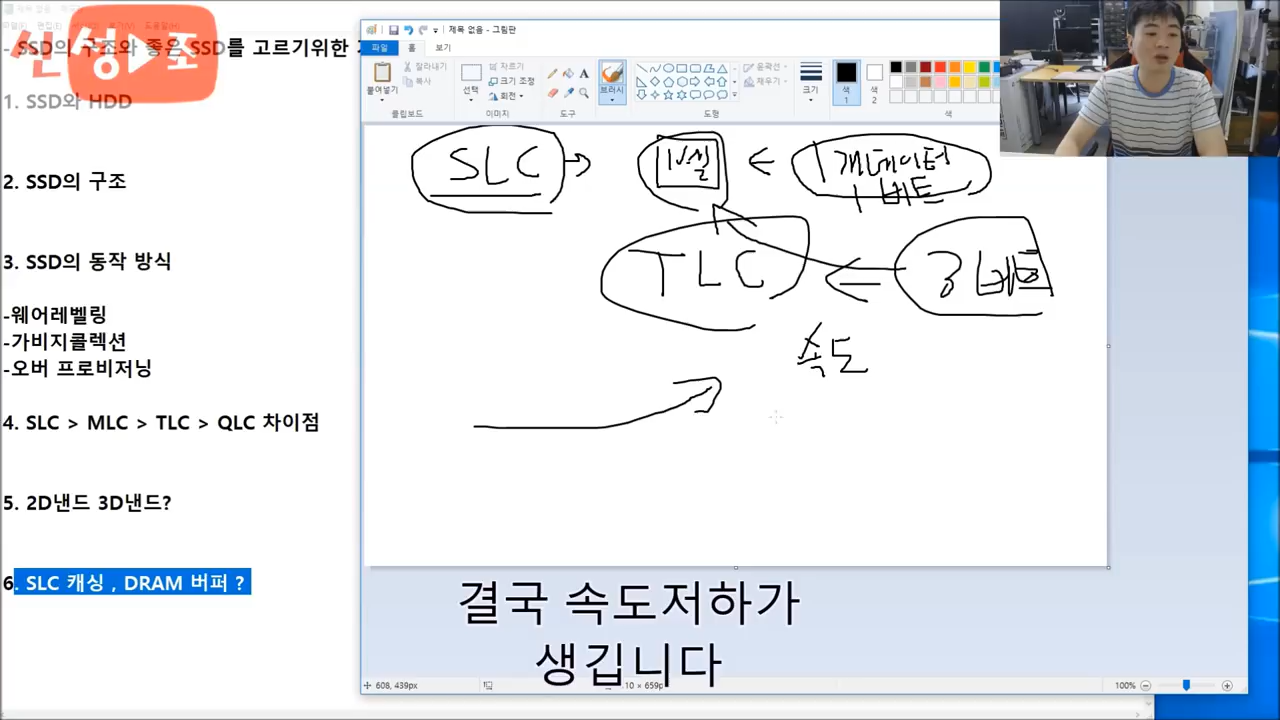 신성조
- SSD의 구조와 좋은 SSD를 고르기위한
1. SSD와 HDD
2. SSD의 구조
3. SSD의 동작 방식
-웨어레벨링
-가비지콜렉션
-오버 프로비저닝
4. SLC > MLC > TLC > QLC 차이점
5. 2D낸드 3D낸드?
6. SLC 캐싱 , DRAM 버퍼 ?
제목 없음 - 그림판
파일 홈 보기
붙여넣기
잘라내기
복사
클립보드
선택
자르기
크기 조정
회전
이미지
도구
브러시
윤곽선
채우기
도형
크기
색 1
색 2
색
SLC
1셀
1개데이터
1 비트
TLC
3 비트
속도
결국 속도저하가
생깁니다
608, 439px
10 × 659px
100%